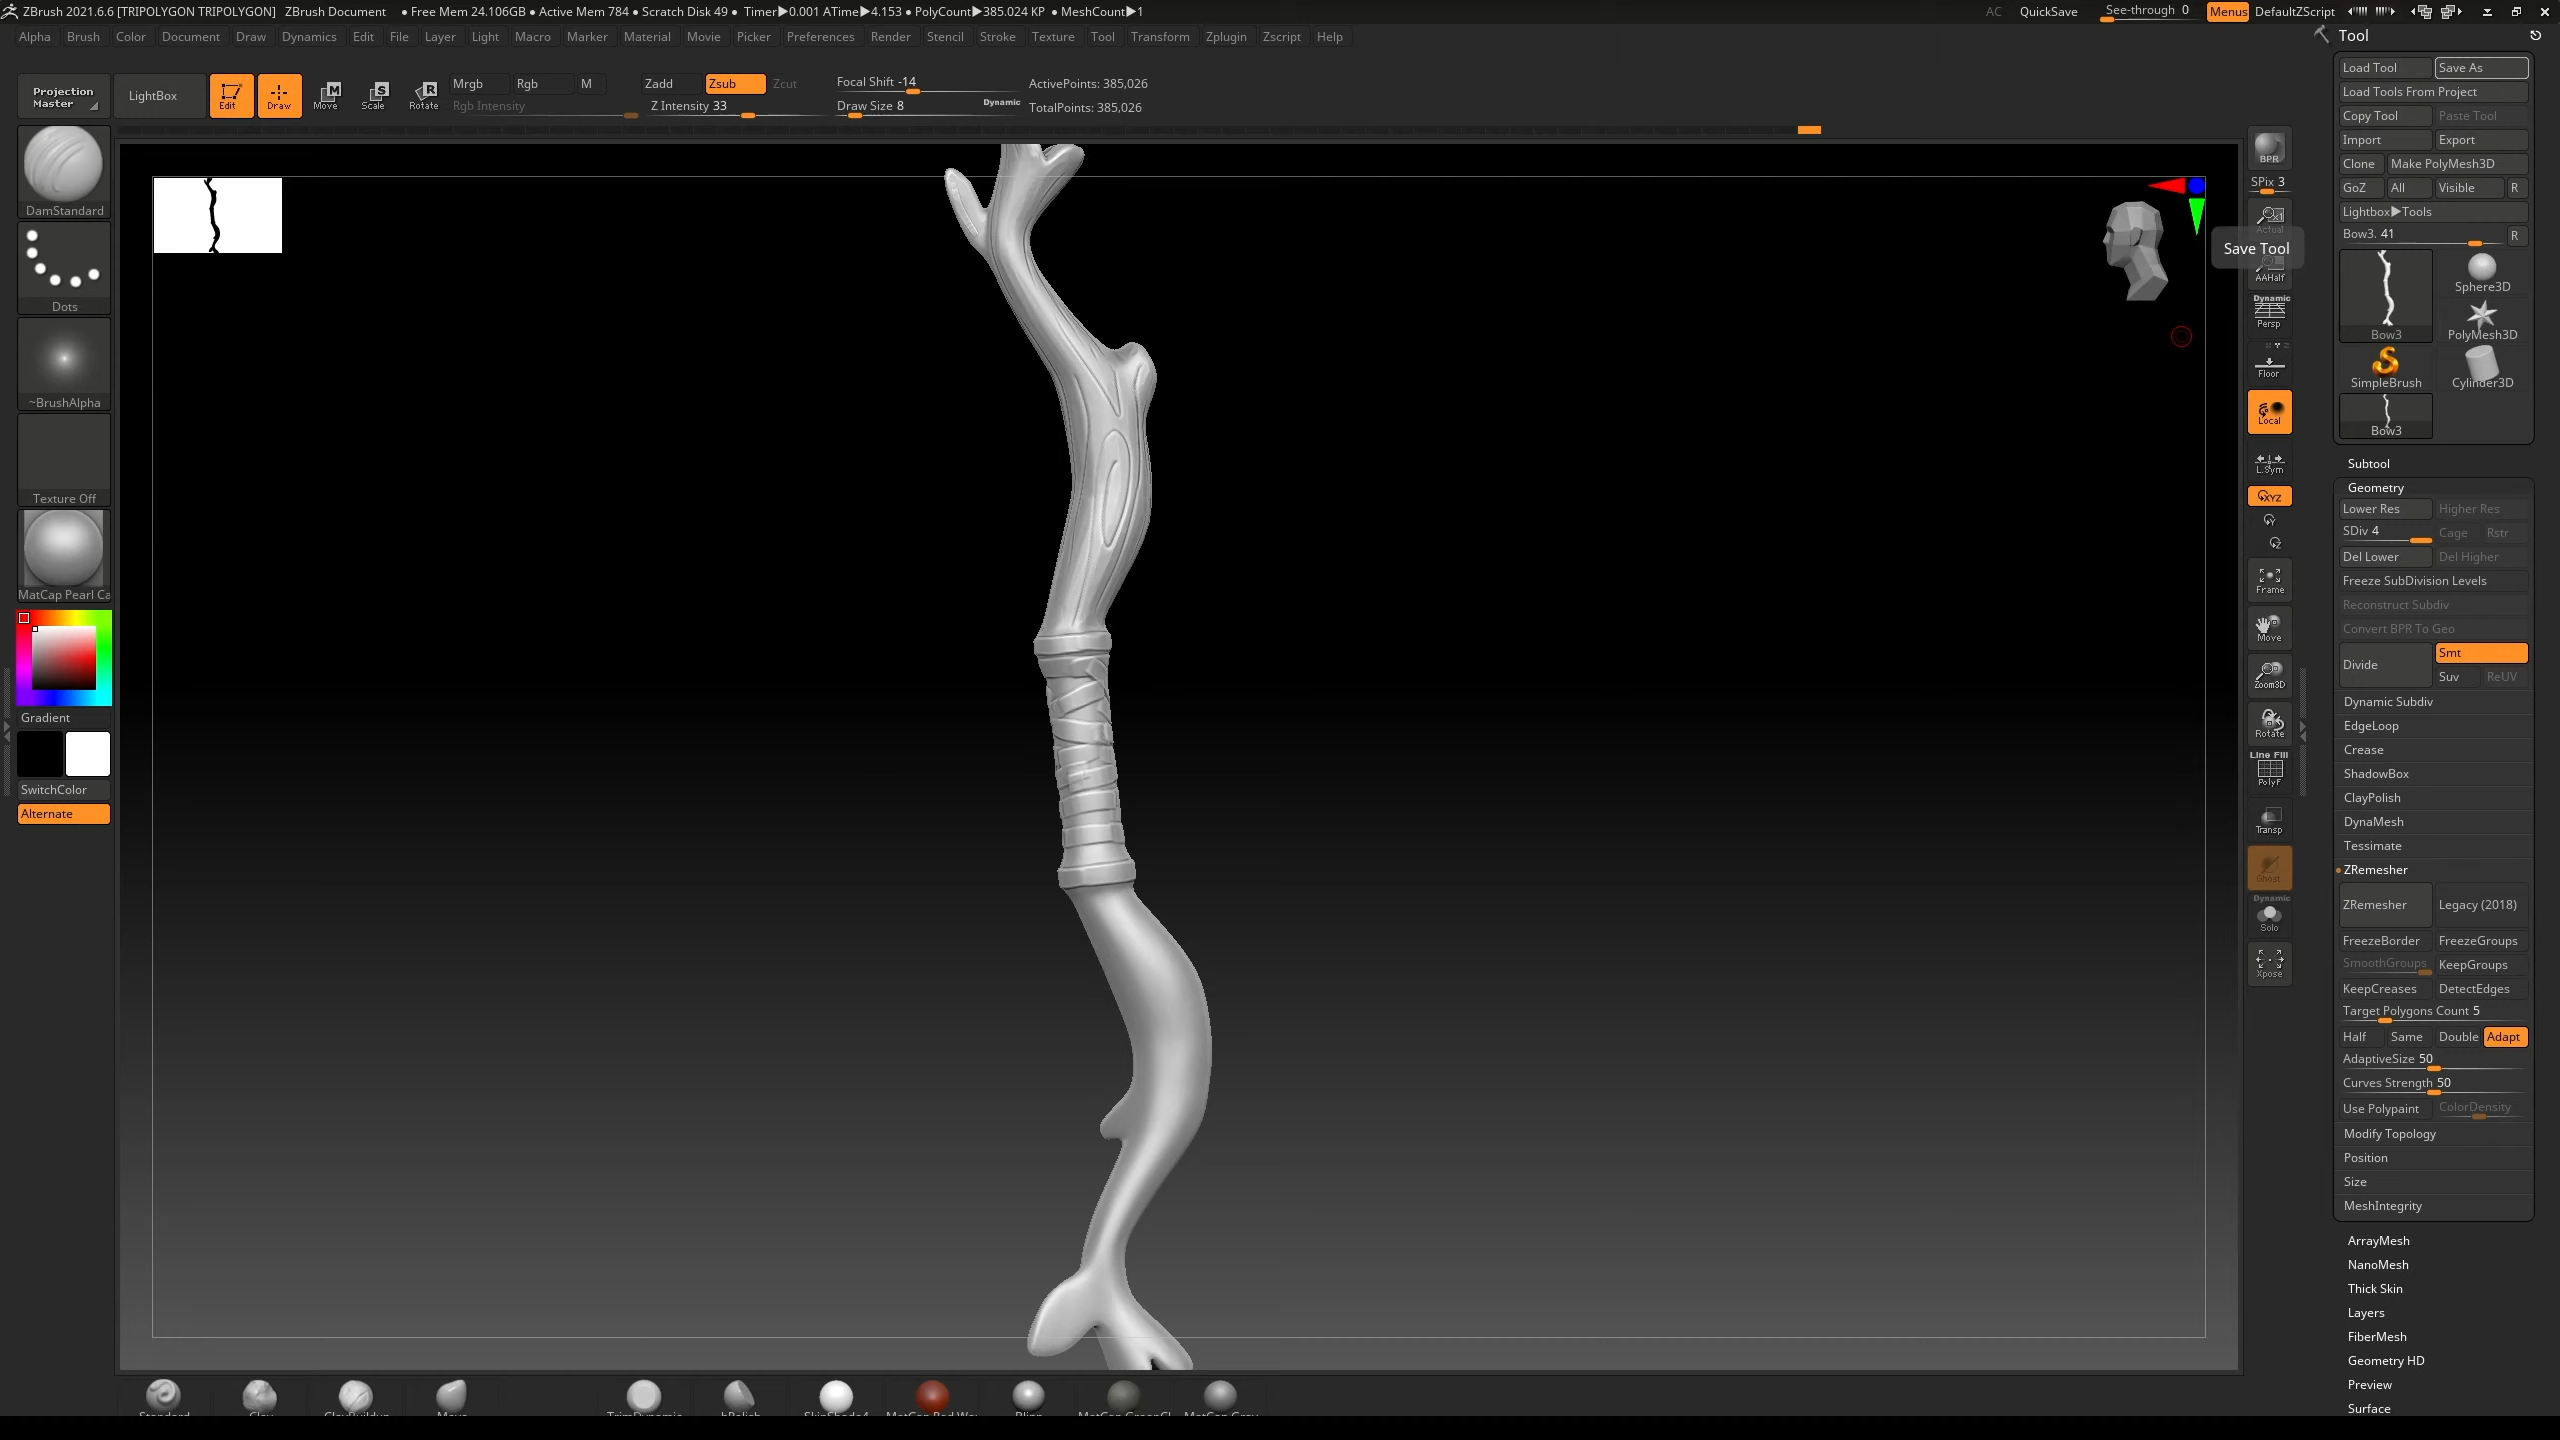 ZBrush 2021.6.6 [TRIPOLYGON TRIPOLYGON] ZBrush Document ● Free Mem 24.106GB ● Active Mem 784 ● Scratch Disk 49 ● Timer▶0.001 ATime▶4.153 ● PolyCount▶385.024 KP ● MeshCount▶1 AC QuickSave See-through 0 Menus DefaultZScript
Alpha Brush Color Document Draw Dynamics Edit File Layer Light Macro Marker Material Movie Picker Preferences Render Stencil Stroke Texture Tool Transform Zplugin Zscript Help
Projection Master
LightBox
Edit
Draw
Move
Scale
Rotate
Mrgb Rgb M
Rgb Intensity
Zadd Zsub Zcut
Z Intensity 33
Focal Shift -14
Draw Size 8
Dynamic
ActivePoints: 385,026
TotalPoints: 385,026
DamStandard
Dots
~BrushAlpha
Texture Off
MatCap Pearl Ca
Gradient
SwitchColor
Alternate
BPR
SPix 3
Actual
Save Tool
AAHalf
Dynamic
Persp
Floor
Local
L.Sym
XYZ
Frame
Move
Zoom3D
Rotate
Line Fill
PolyF
Transp
Ghost
Dynamic
Solo
Xpose
Tool
Load Tool Save As
Load Tools From Project
Copy Tool Paste Tool
Import Export
Clone Make PolyMesh3D
GoZ All Visible R
Lightbox▶Tools
Bow3. 41 R
Bow3
Sphere3D
PolyMesh3D
SimpleBrush
Cylinder3D
Bow3
Subtool
Geometry
Lower Res Higher Res
SDiv 4 Cage Rstr
Del Lower Del Higher
Freeze SubDivision Levels
Reconstruct Subdiv
Convert BPR To Geo
Divide
Smt
Suv ReUV
Dynamic Subdiv
EdgeLoop
Crease
ShadowBox
ClayPolish
DynaMesh
Tessimate
ZRemesher
ZRemesher Legacy (2018)
FreezeBorder FreezeGroups
SmoothGroups KeepGroups
KeepCreases DetectEdges
Target Polygons Count 5
Half Same Double Adapt
AdaptiveSize 50
Curves Strength 50
Use Polypaint ColorDensity
Modify Topology
Position
Size
MeshIntegrity
ArrayMesh
NanoMesh
Thick Skin
Layers
FiberMesh
Geometry HD
Preview
Surface